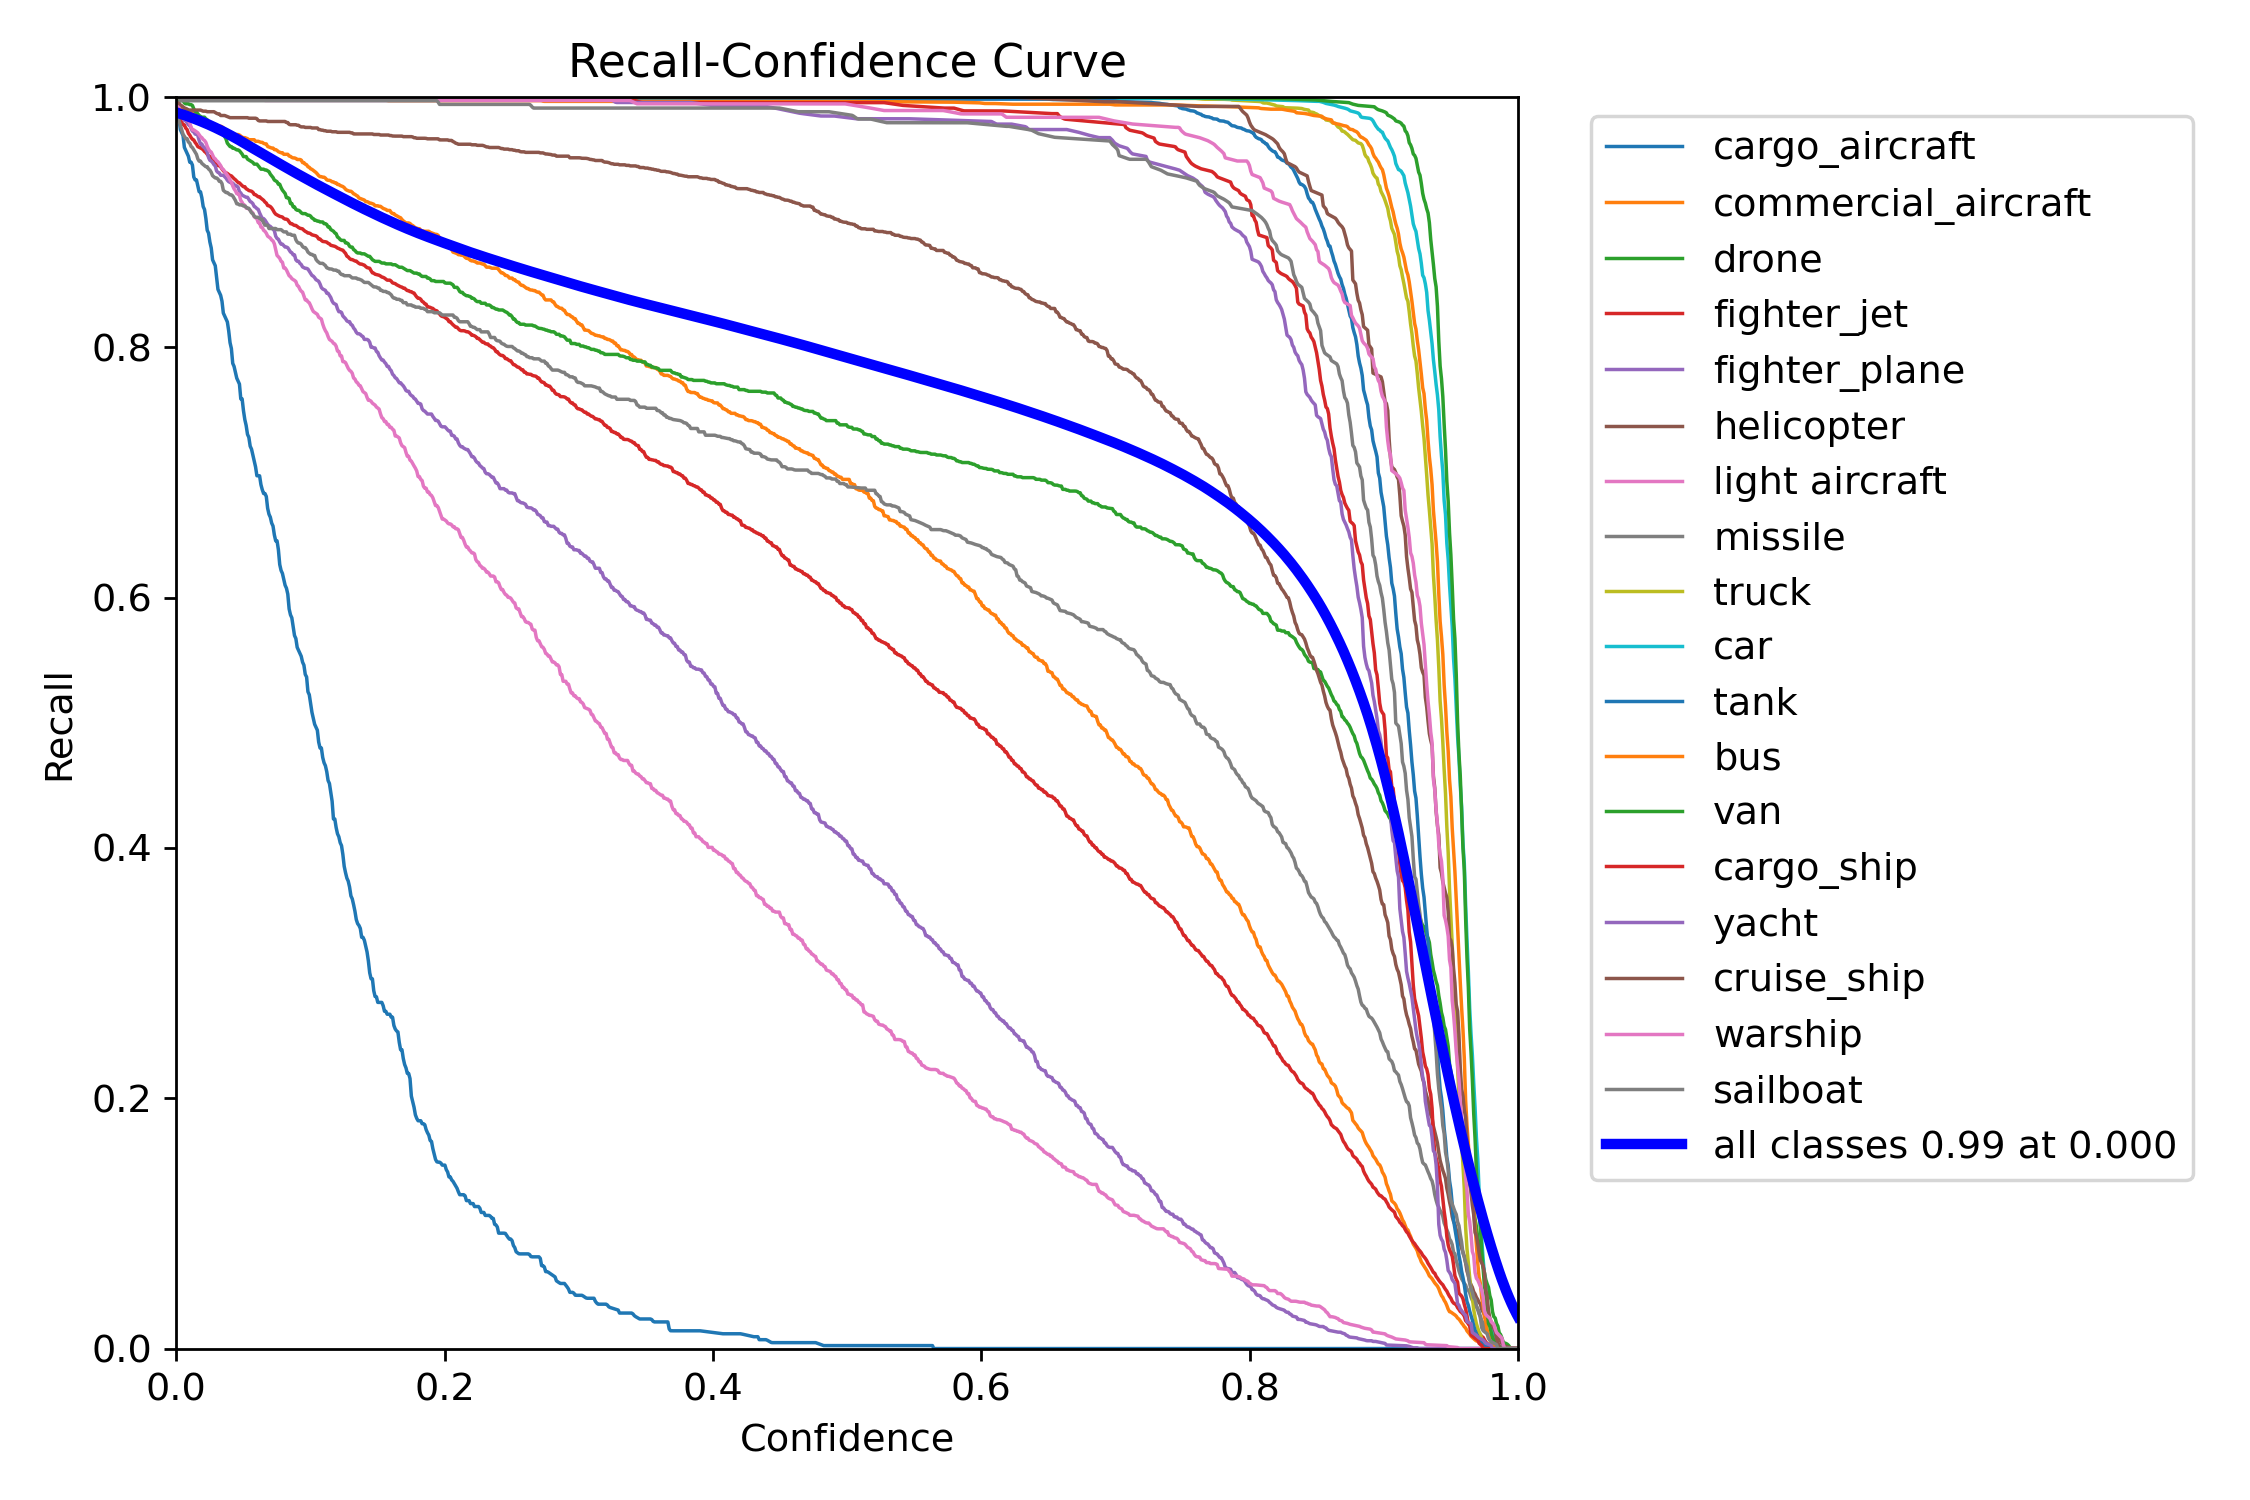 Recall-Confidence Curve
1.0
0.8
0.6
0.4
0.2
0.0
Recall
0.0 0.2 0.4 0.6 0.8 1.0
Confidence
cargo_aircraft
commercial_aircraft
drone
fighter_jet
fighter_plane
helicopter
light aircraft
missile
truck
car
tank
bus
van
cargo_ship
yacht
cruise_ship
warship
sailboat
all classes 0.99 at 0.000